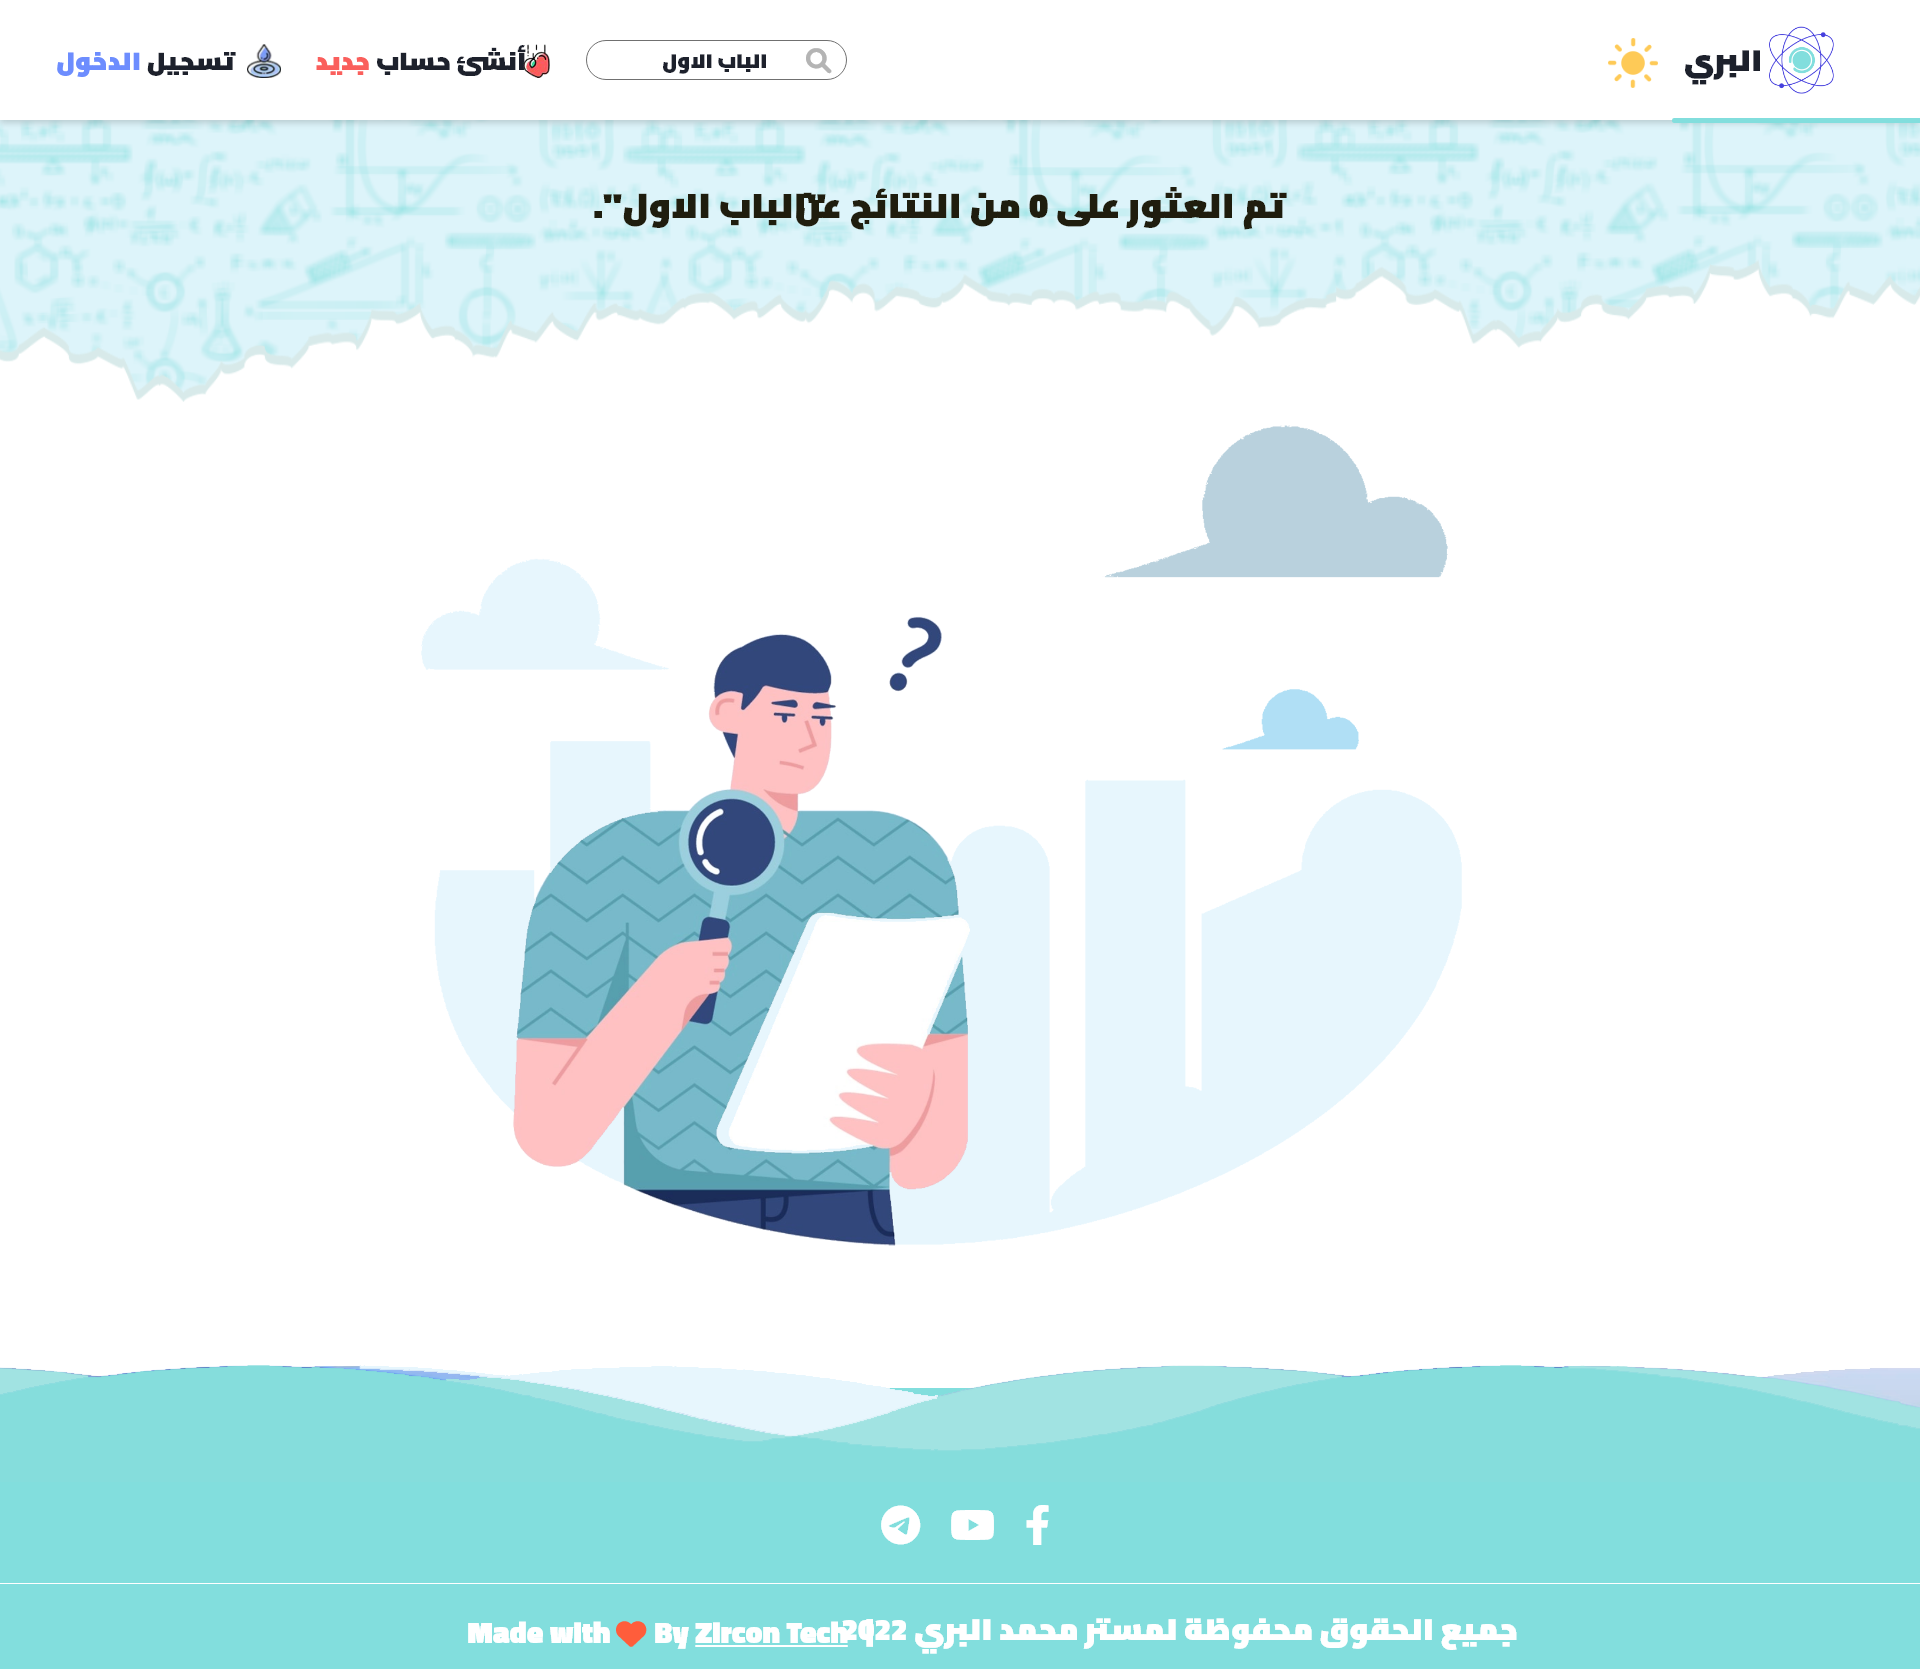 البري
الباب الاول
أنشئ حساب جديد
تسجيل الدخول
تم العثور على 0 من النتائج عن "الباب الاول".
جميع الحقوق محفوظة لمستر محمد البري 2022 |
Made with By Zircon Tech